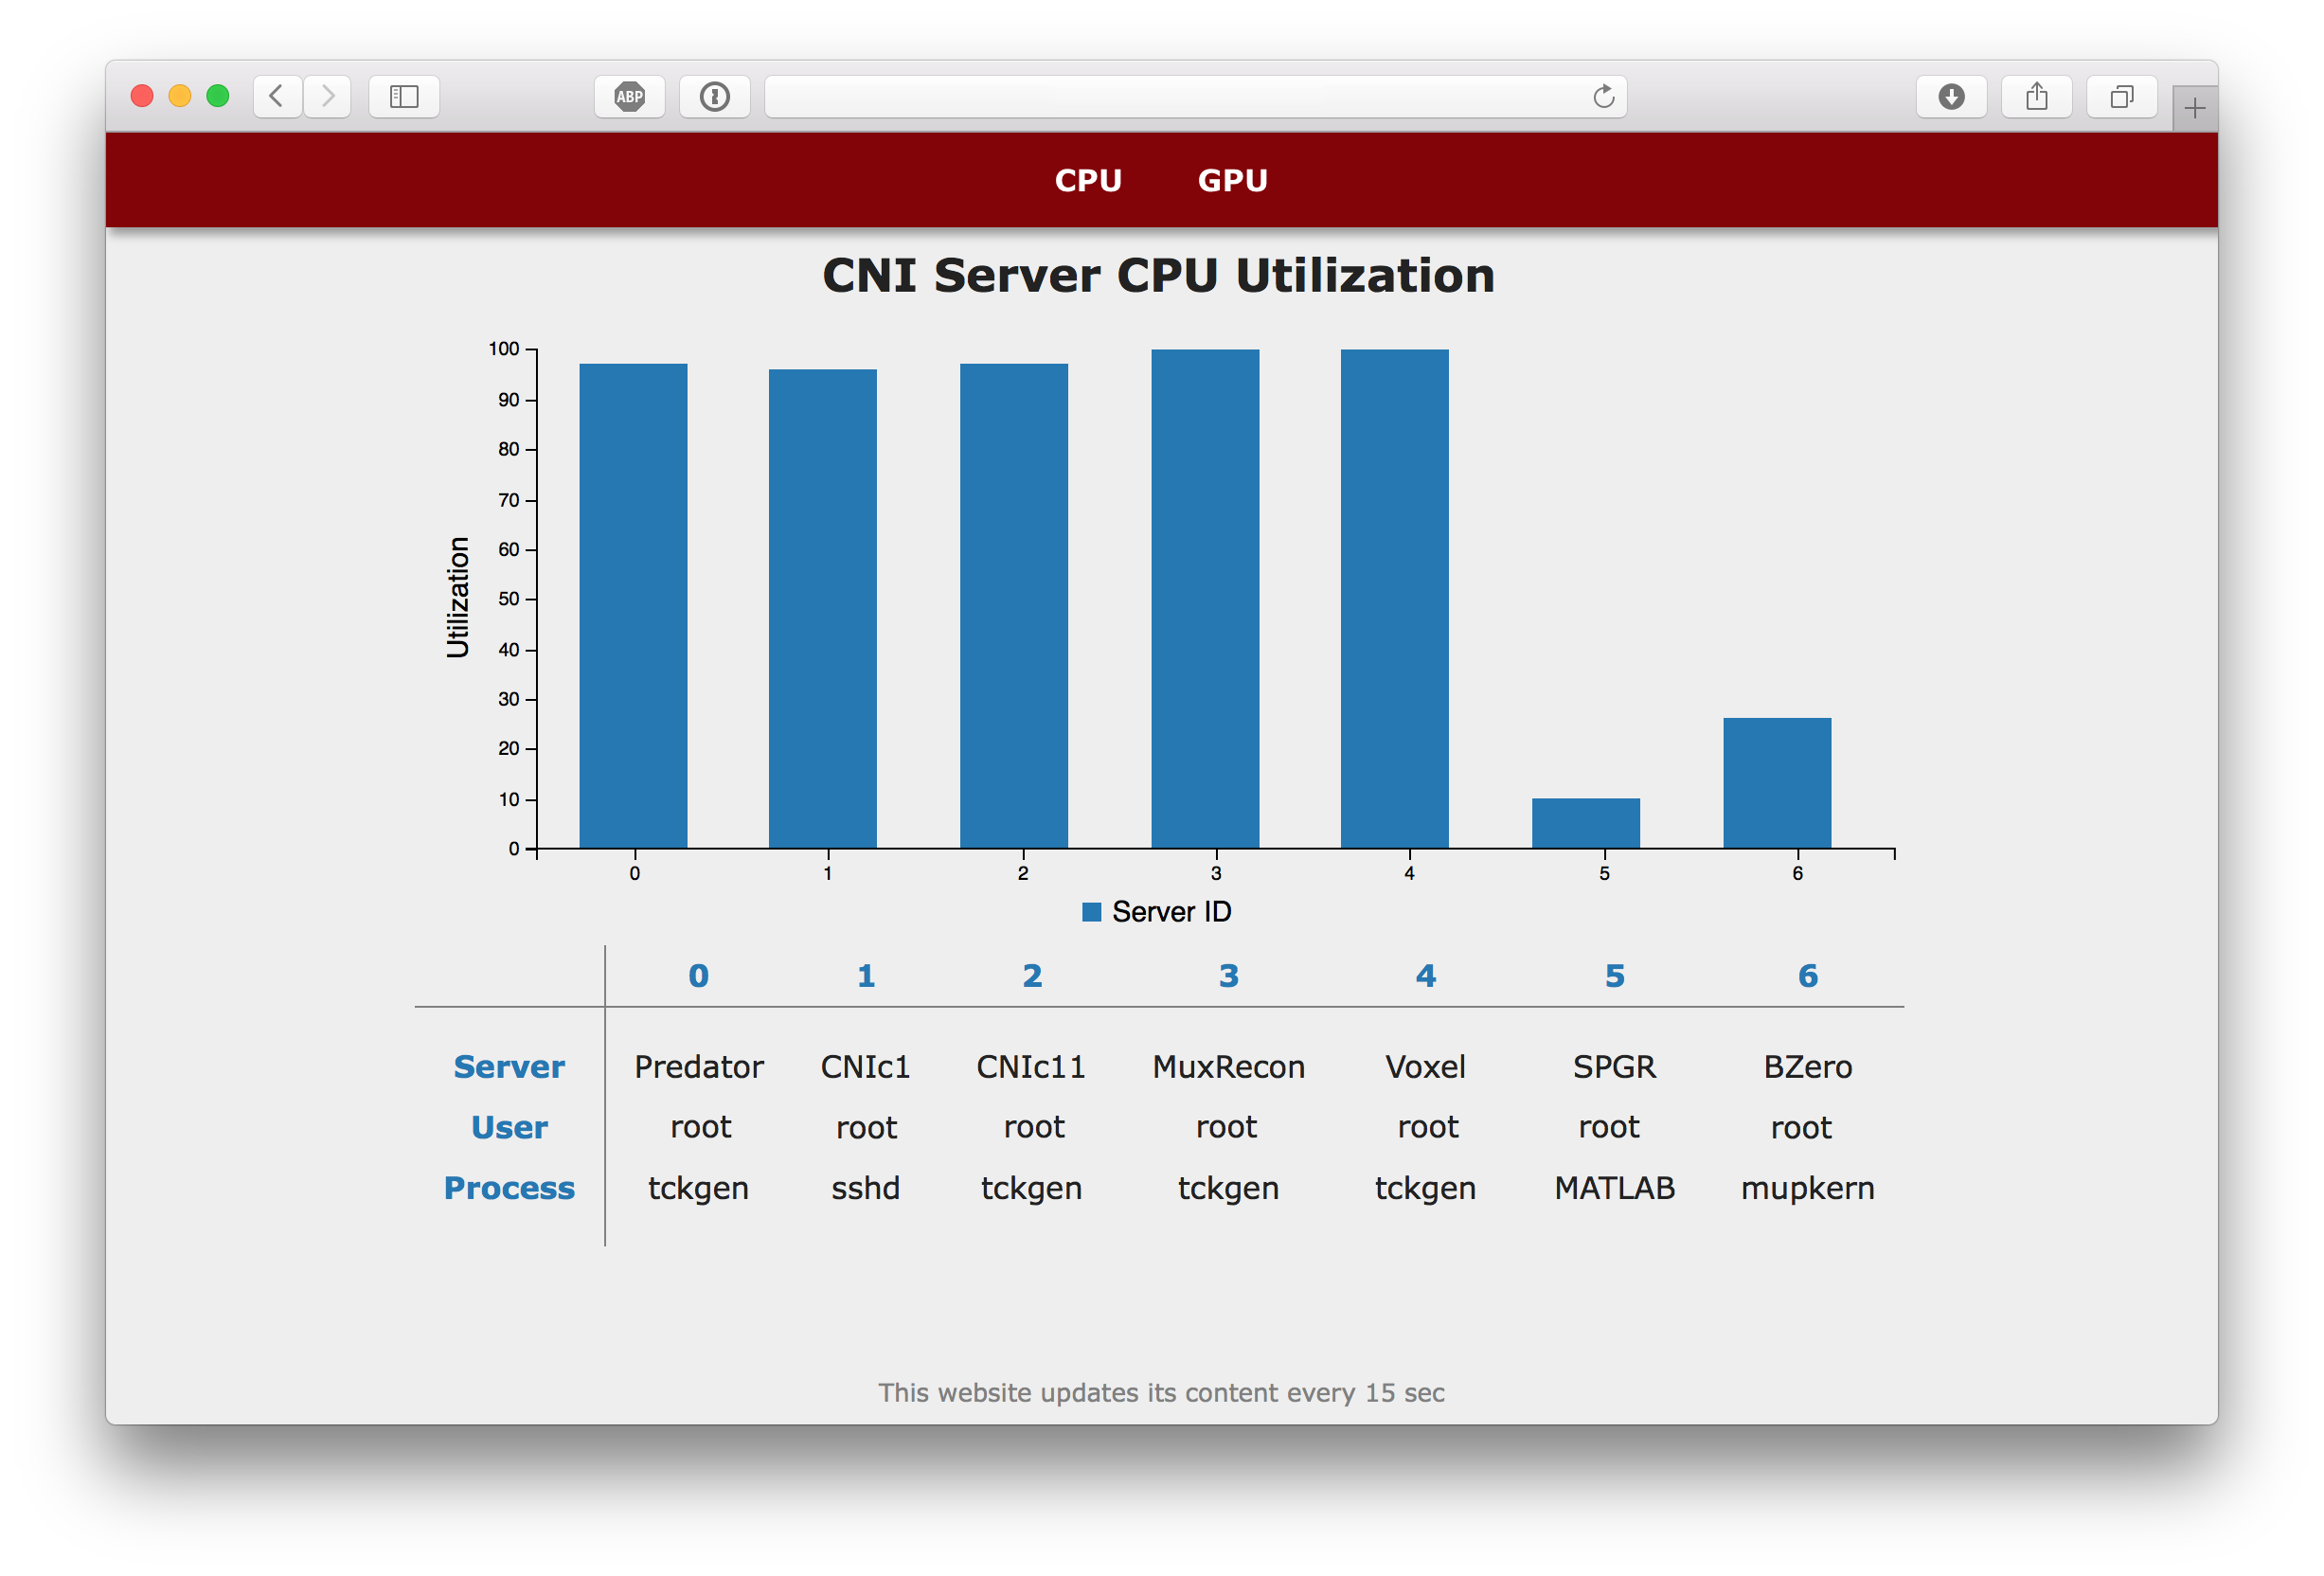 ABP
CPU GPU
CNI Server CPU Utilization
100
90
80
70
60
50
40
30
20
10
0
Utilization
0 1 2 3 4 5 6
Server ID
0 1 2 3 4 5 6
Server Predator CNIc1 CNIc11 MuxRecon Voxel SPGR BZero
User root root root root root root root
Process tckgen sshd tckgen tckgen tckgen MATLAB mupkern
This website updates its content every 15 sec